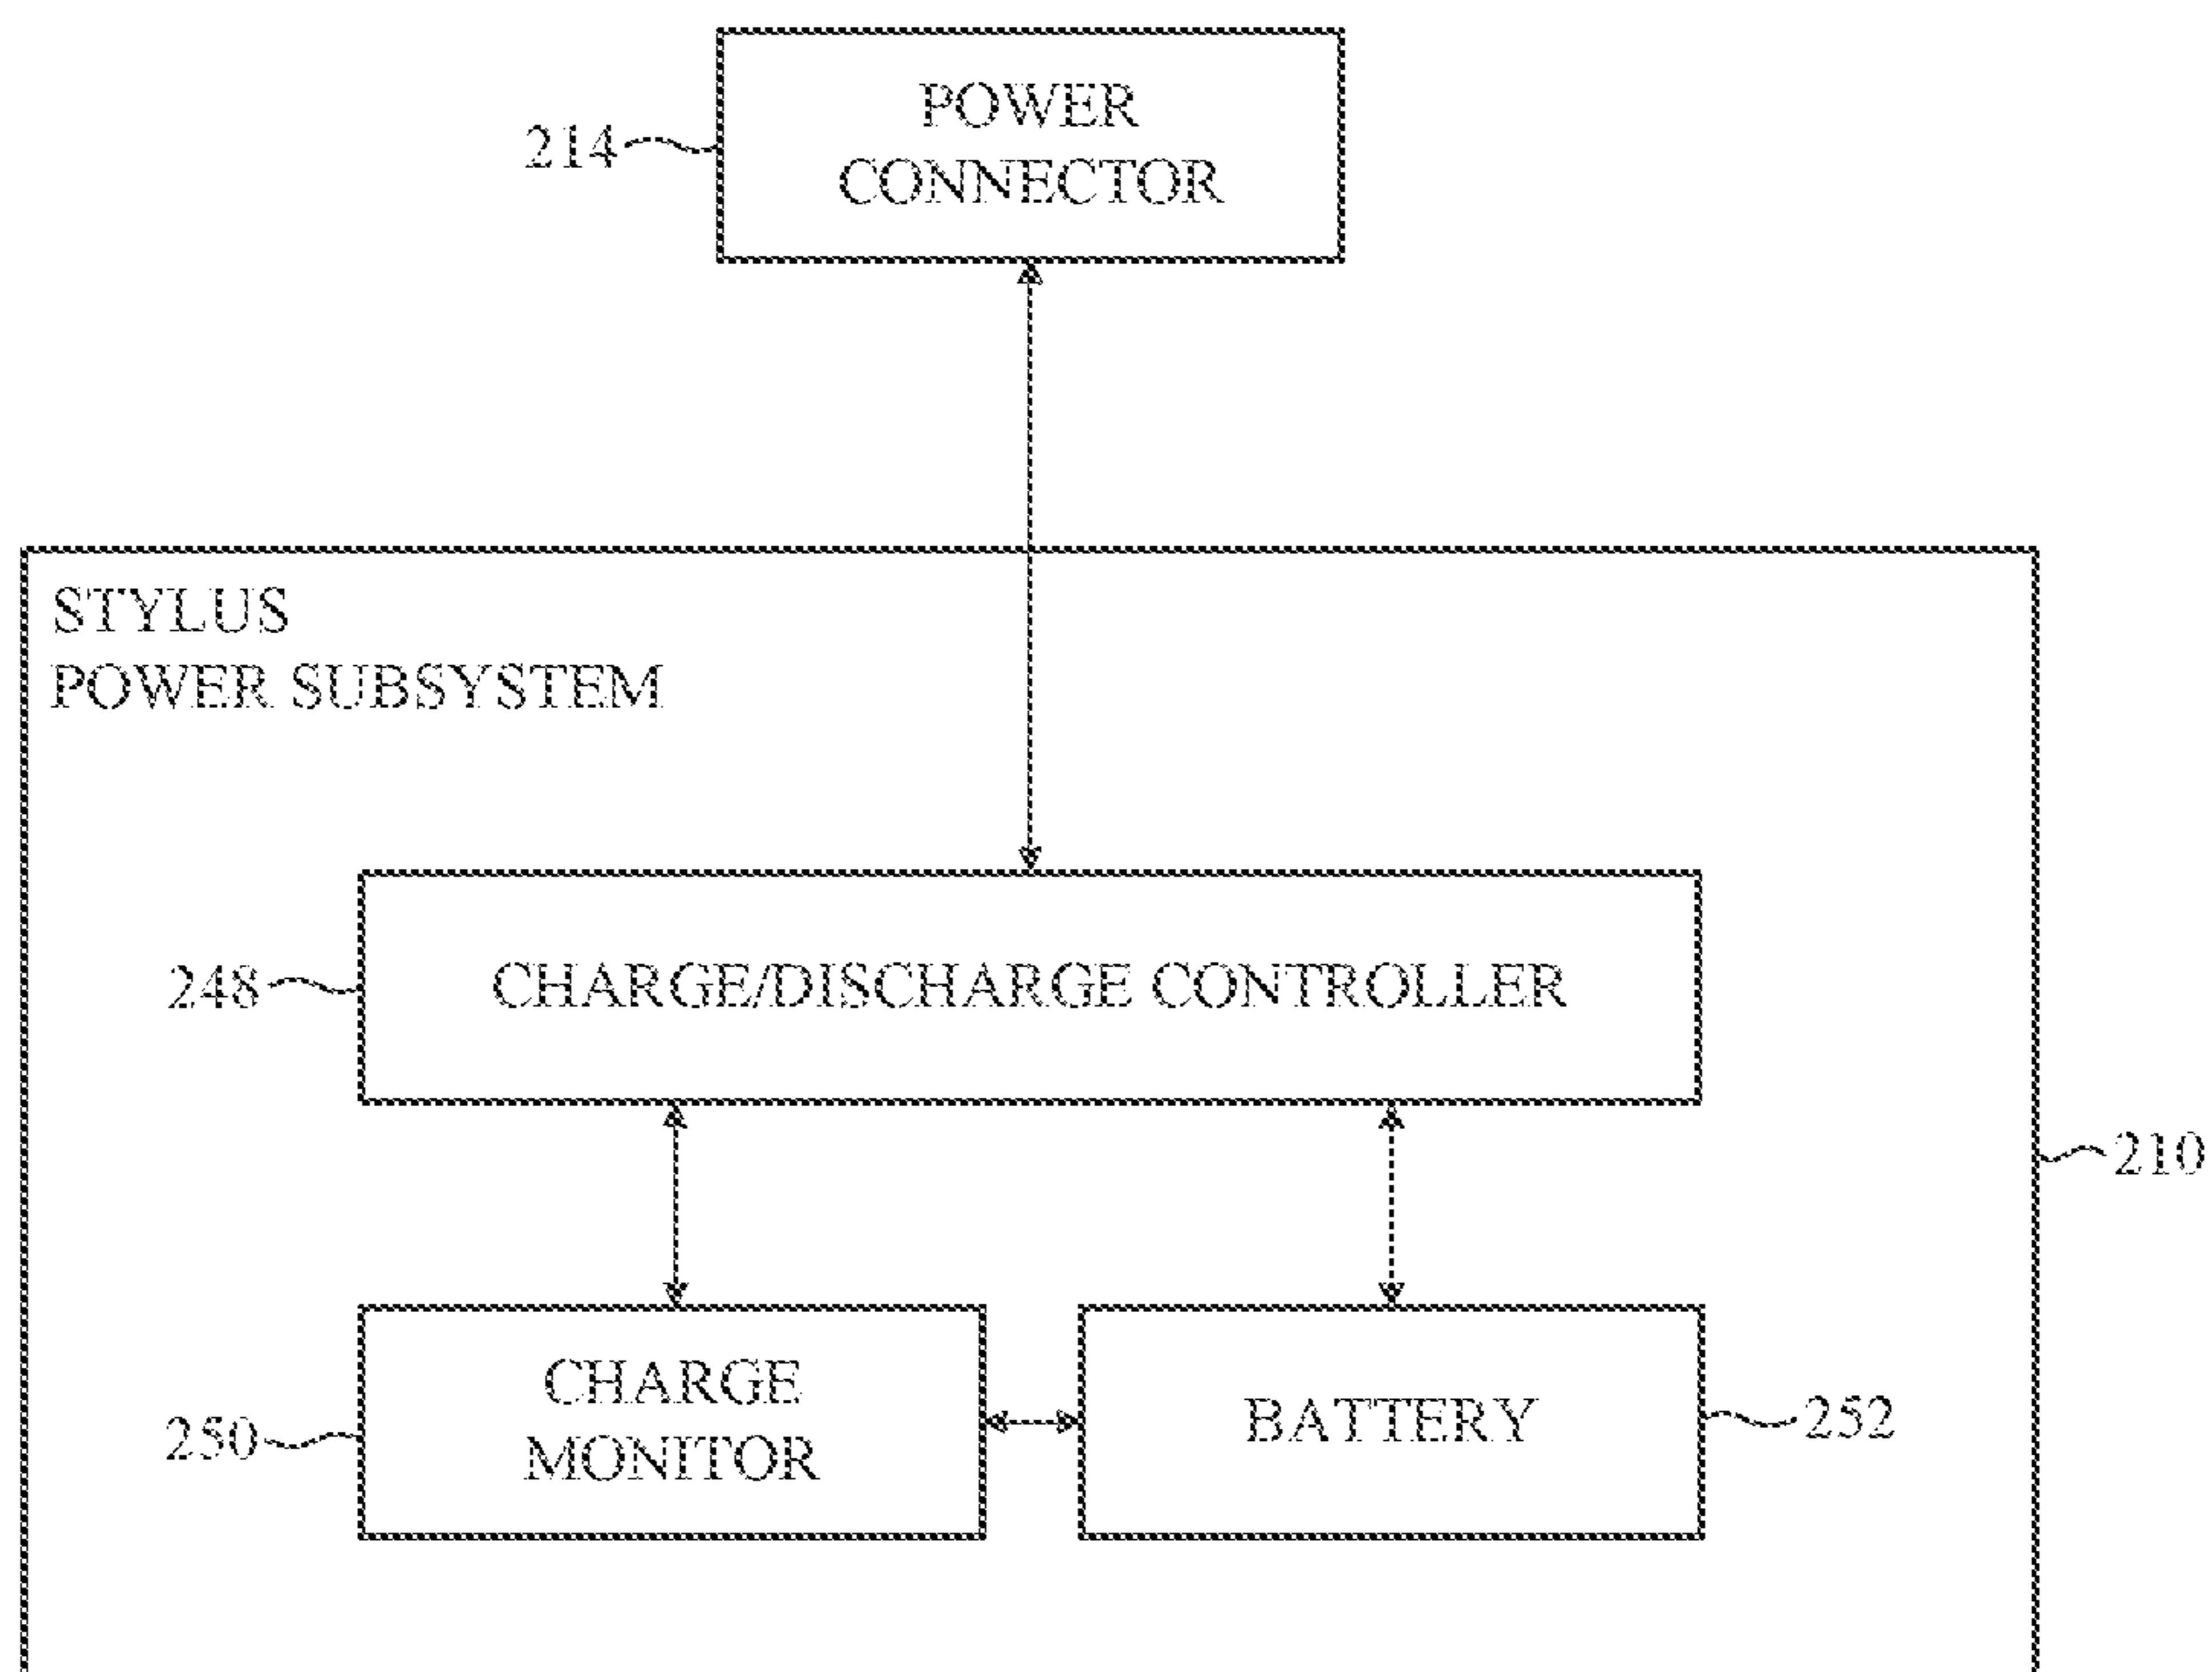 POWER
CONNECTOR
214
STYLUS
POWER SUBSYSTEM
248
CHARGE/DISCHARGE CONTROLLER
210
CHARGE
MONITOR
250
BATTERY
252